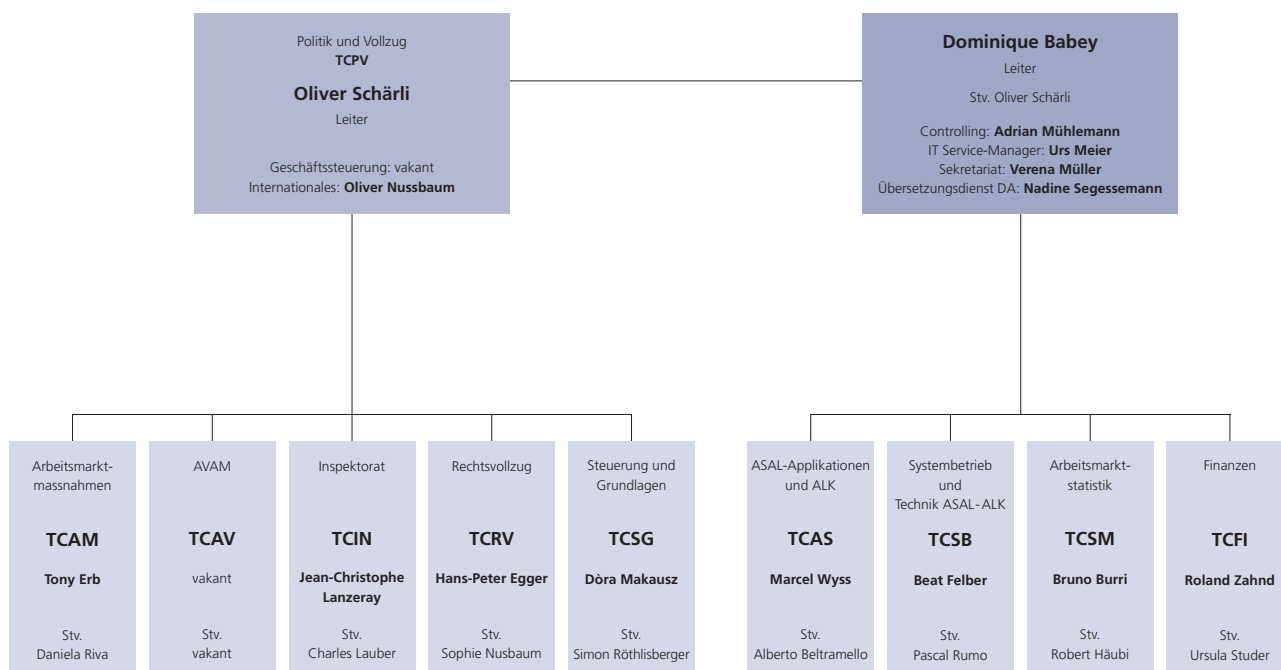 Politik und Vollzug
TCPV
Oliver Schärli
Leiter
Geschäftssteuerung: vakant
Internationales: Oliver Nussbaum
Dominique Babey
Leiter
Stv. Oliver Schärli
Controlling: Adrian Mühlemann
IT Service-Manager: Urs Meier
Sekretariat: Verena Müller
Übersetzungsdienst DA: Nadine Segessemann
Arbeitsmarkt-
massnahmen
TCAM
Tony Erb
Stv.
Daniela Riva
AVAM
TCAV
vakant
Stv.
vakant
Inspektorat
TCIN
Jean-Christophe
Lanzeray
Stv.
Charles Lauber
Rechtsvollzug
TCRV
Hans-Peter Egger
Stv.
Sophie Nusbaum
Steuerung und
Grundlagen
TCSG
Dòra Makausz
Stv.
Simon Röthlisberger
ASAL-Applikationen
und ALK
TCAS
Marcel Wyss
Stv.
Alberto Beltramello
Systembetrieb
und
Technik ASAL-ALK
TCSB
Beat Felber
Stv.
Pascal Rumo
Arbeitsmarkt-
statistik
TCSM
Bruno Burri
Stv.
Robert Häubi
Finanzen
TCFI
Roland Zahnd
Stv.
Ursula Studer